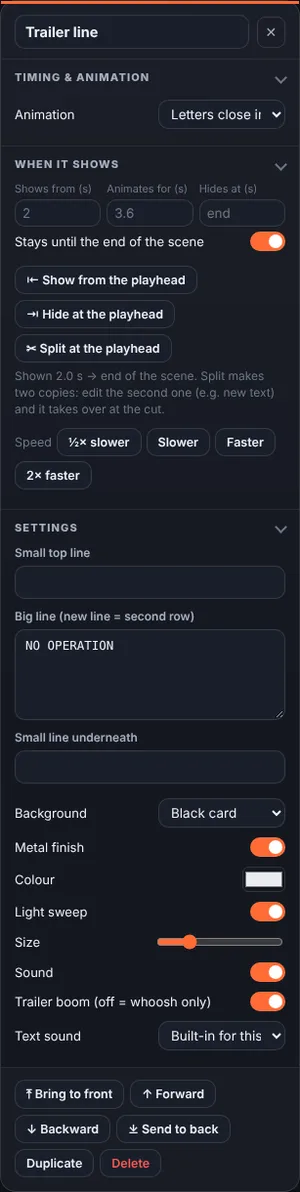 Trailer line
TIMING & ANIMATION
Animation Letters close in
WHEN IT SHOWS
Shows from (s) Animates for (s) Hides at (s)
2 3.6 end
Stays until the end of the scene
⇤ Show from the playhead
⇥ Hide at the playhead
✂ Split at the playhead
Shown 2.0 s → end of the scene. Split makes
two copies: edit the second one (e.g. new text)
and it takes over at the cut.
Speed ½× slower Slower Faster
2× faster
SETTINGS
Small top line
Big line (new line = second row)
NO OPERATION
Small line underneath
Background Black card
Metal finish
Colour
Light sweep
Size
Sound
Trailer boom (off = whoosh only)
Text sound Built-in for this
⤒ Bring to front ↑ Forward
↓ Backward ⤓ Send to back
Duplicate Delete